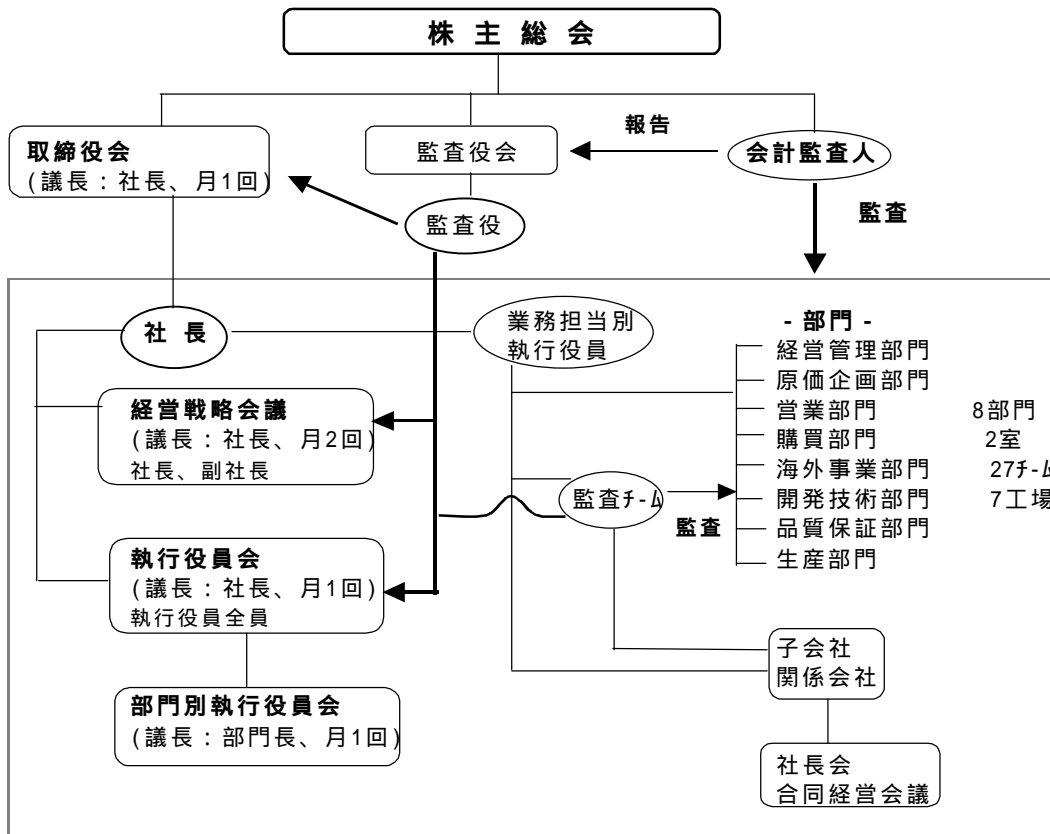 株主総会
報告
取締役会
(議長：社長、月1回)
監査役会
会計監査人
監査役
監査
社長
業務担当別
執行役員
- 部門 -
経営管理部門
原価企画部門
営業部門 8部門
購買部門 2室
海外事業部門 27ﾁｰﾑ
開発技術部門 7工場
品質保証部門
生産部門
経営戦略会議
(議長：社長、月2回)
社長、副社長
監査ﾁｰﾑ
監査
執行役員会
(議長：社長、月1回)
執行役員全員
子会社
関係会社
部門別執行役員会
(議長：部門長、月1回)
社長会
合同経営会議